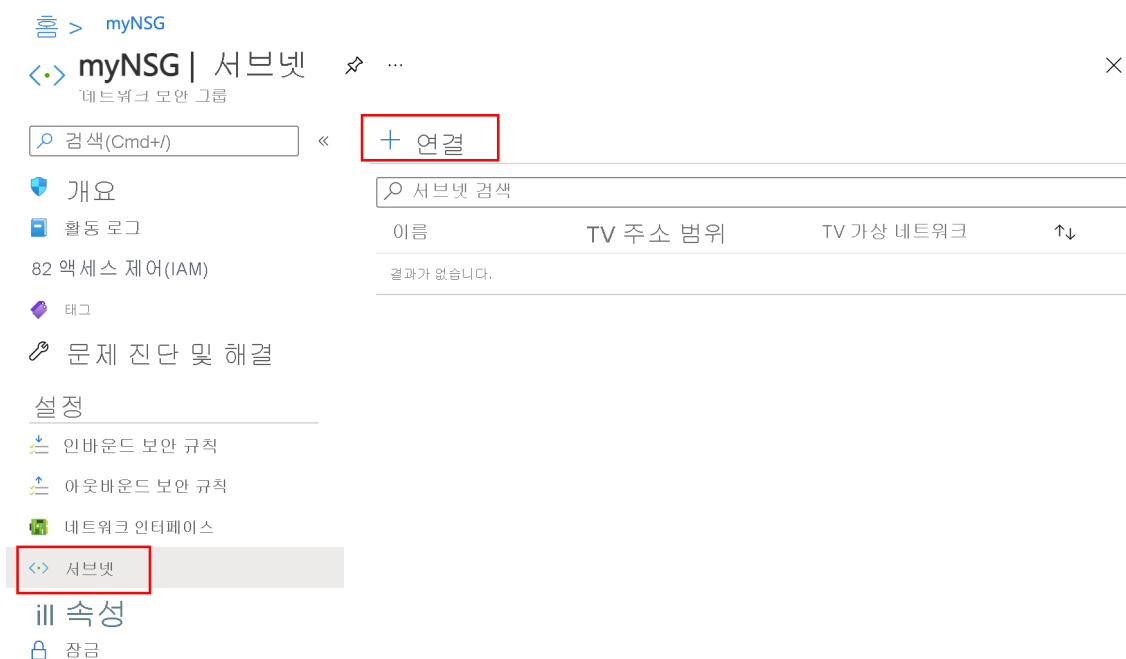 홈 > myNSG
myNSG | 서브넷 ...
네트워크 보안 그룹
검색(Cmd+/) «
+ 연결
서브넷 검색
이름 TV 주소 범위 TV 가상 네트워크 ↑↓
결과가 없습니다.
개요
활동 로그
82 액세스 제어(IAM)
태그
문제 진단 및 해결
설정
인바운드 보안 규칙
아웃바운드 보안 규칙
네트워크 인터페이스
서브넷
ill 속성
잠금